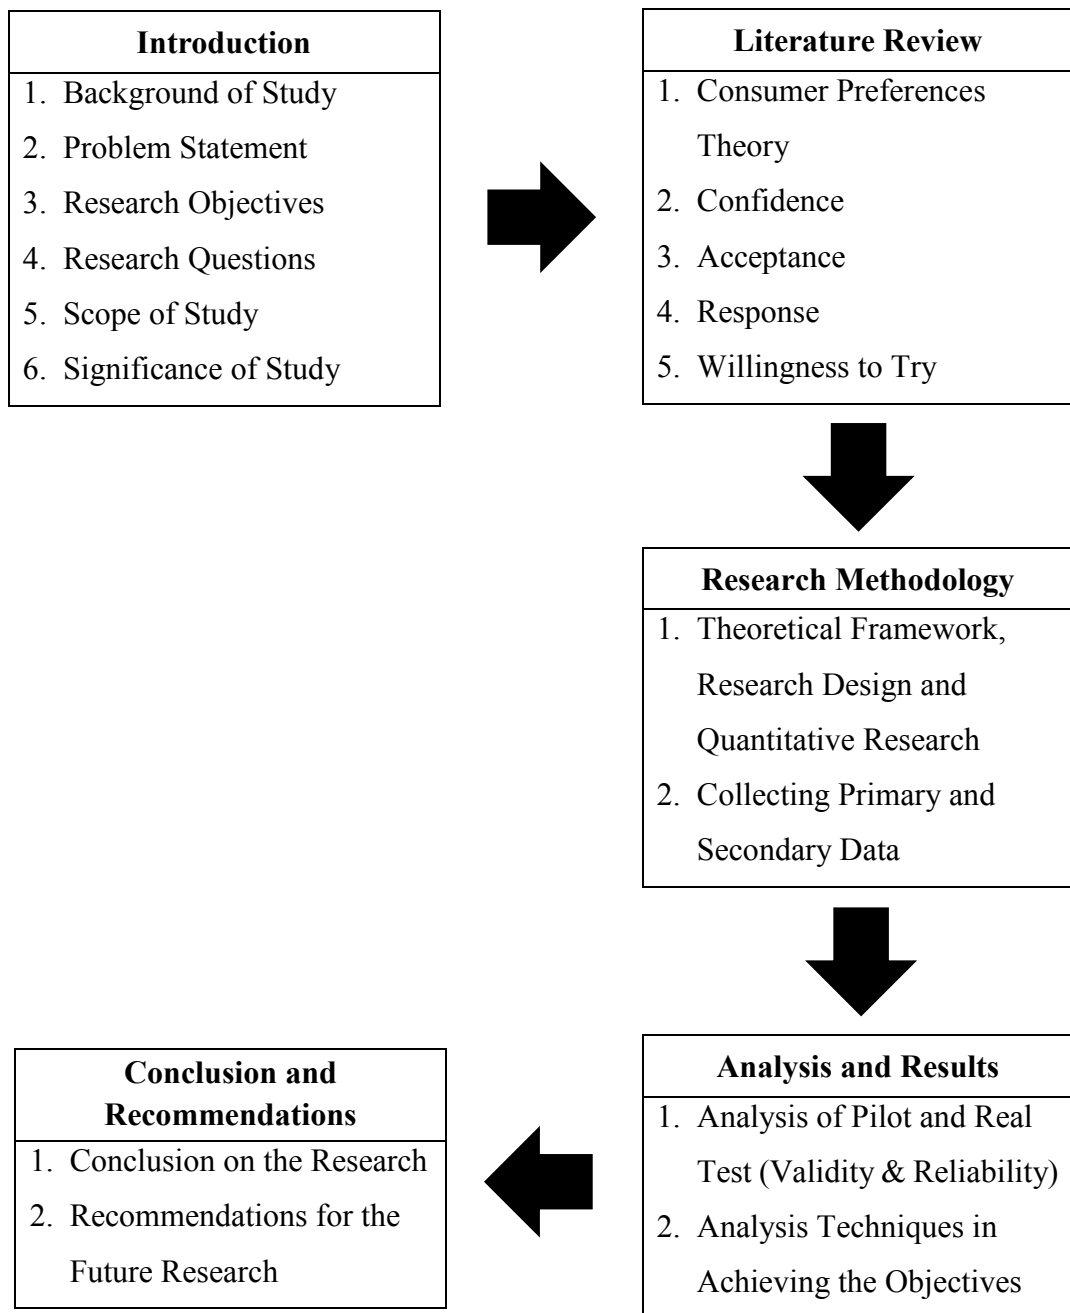 Introduction
1. Background of Study
2. Problem Statement
3. Research Objectives
4. Research Questions
5. Scope of Study
6. Significance of Study
Literature Review
1. Consumer Preferences
Theory
2. Confidence
3. Acceptance
4. Response
5. Willingness to Try
Research Methodology
1. Theoretical Framework,
Research Design and
Quantitative Research
2. Collecting Primary and
Secondary Data
Analysis and Results
1. Analysis of Pilot and Real
Test (Validity & Reliability)
2. Analysis Techniques in
Achieving the Objectives
Conclusion and
Recommendations
1. Conclusion on the Research
2. Recommendations for the
Future Research